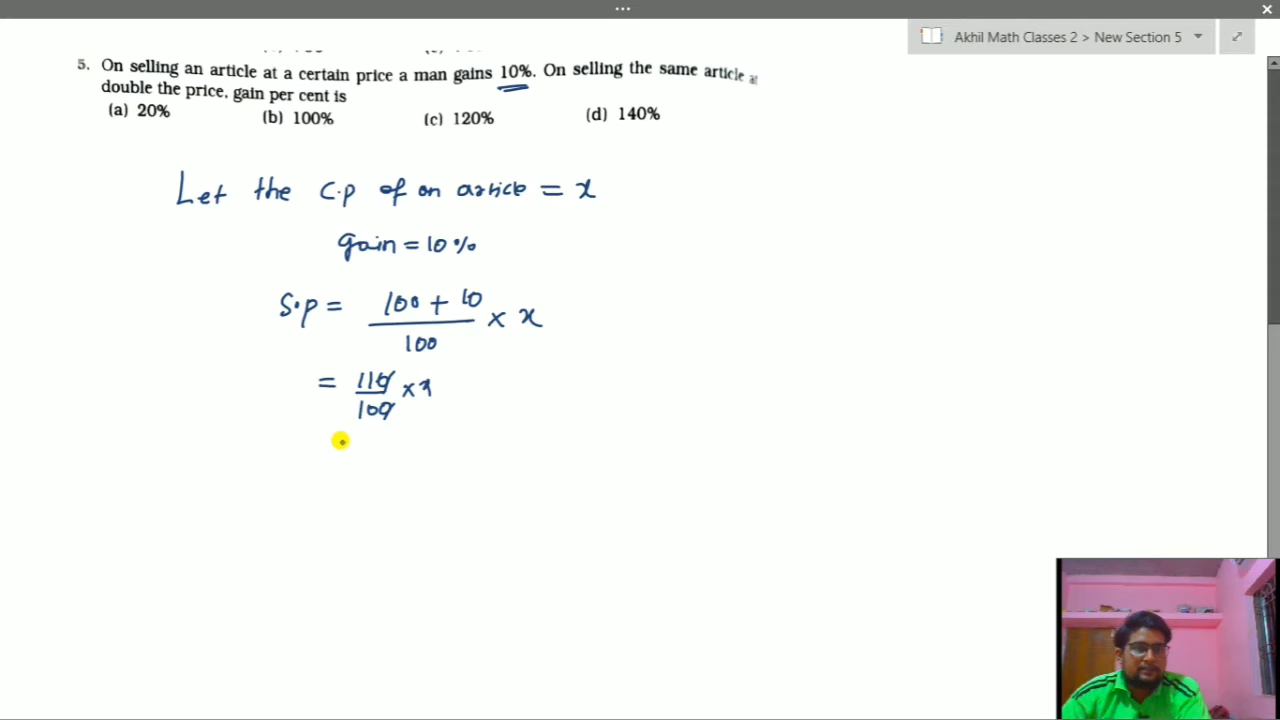 Akhil Math Classes 2 > New Section 5
5. On selling an article at a certain price a man gains 10%. On selling the same article at
double the price, gain per cent is
(a) 20% (b) 100% (c) 120% (d) 140%
Let the C.p of an article = x
gain = 10%
S.p = 100 + 10 / 100 × x
= 110 / 100 × x